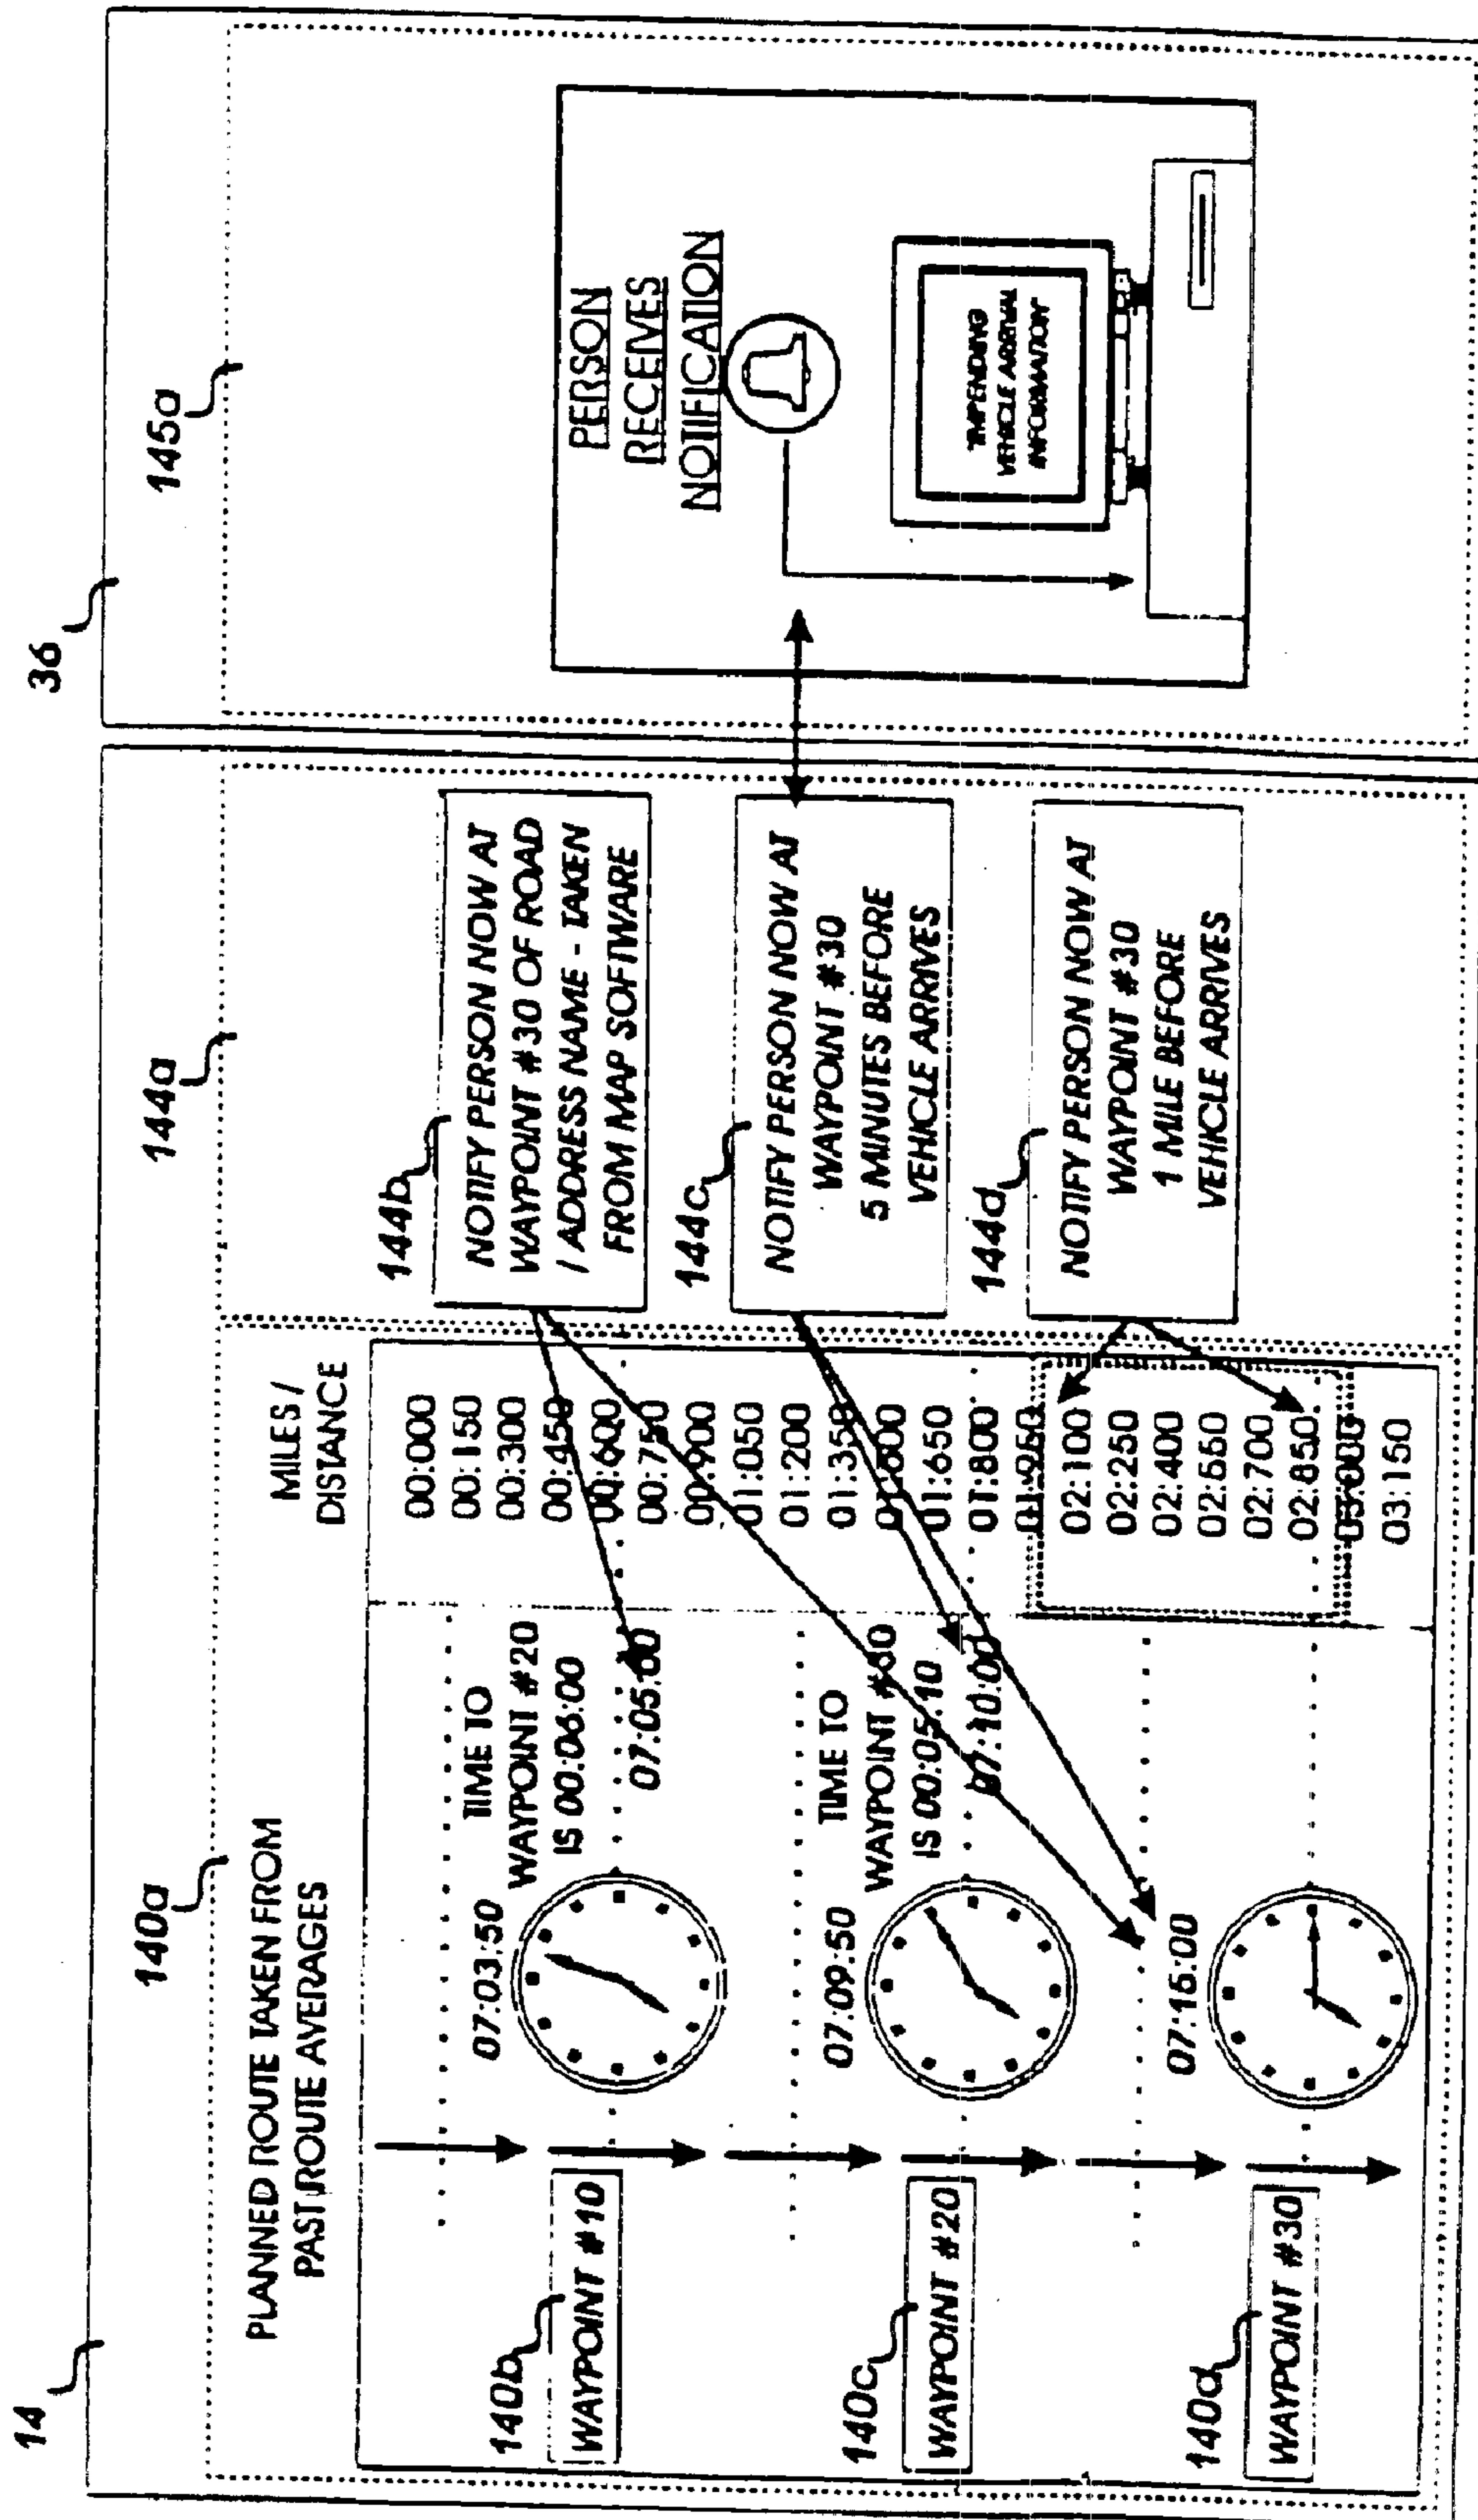 14
36
140a
144a
145a
PLANNED ROUTE TAKEN FROM
PAST ROUTE AVERAGES
MILES /
DISTANCE
140b
WAYPOINT #10
07:03:50
TIME TO
WAYPOINT #20
IS 00:06:00
07:05:00
140c
WAYPOINT #20
07:09:50
TIME TO
IS 00:05:10
07:10:00
140d
WAYPOINT #30
07:15:00
00:000
00:150
00:300
00:450
00:600
00:750
00:900
01:050
01:200
01:350
01:500
01:650
01:800
01:950
02:100
02:250
02:400
02:550
02:700
02:850
03:000
03:150
144b
NOTIFY PERSON NOW AT
WAYPOINT #30 OF ROAD
/ ADDRESS NAME - TAKEN
FROM MAP SOFTWARE
144c
NOTIFY PERSON NOW AT
WAYPOINT #30
5 MINUTES BEFORE
VEHICLE ARRIVES
144d
NOTIFY PERSON NOW AT
WAYPOINT #30
1 MILE BEFORE
VEHICLE ARRIVES
PERSON
RECEIVES
NOTIFICATION
"IMPENDING
VEHICLE ARRIVAL
INFORMATION"